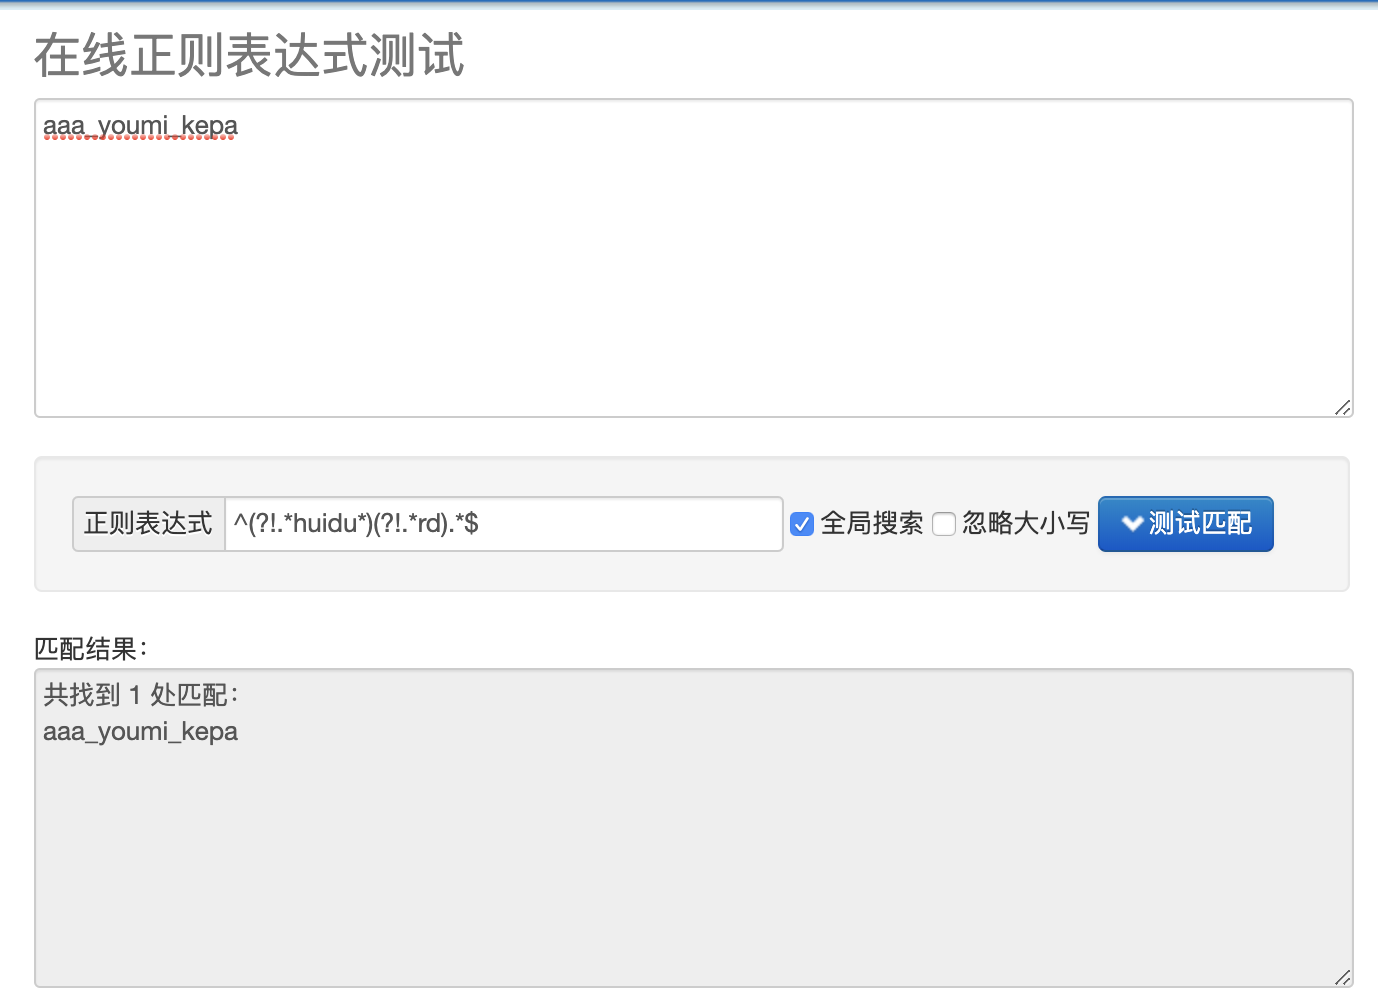 在线正则表达式测试
aaa_youmi_kepa
正则表达式 ^(?!.*huidu*)(?!.*rd).*$ 全局搜索 忽略大小写 测试匹配
匹配结果：
共找到 1 处匹配：
aaa_youmi_kepa